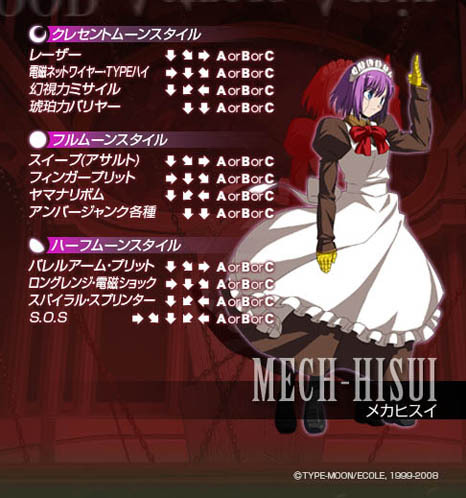 クレセントムーンスタイル
レーザー ⬇⬊➡ AorBorC
電磁ネットワイヤー・TYPEハイ ➡⬇⬊ AorBorC
幻視力ミサイル ⬇⬋⬅ AorBorC
琥珀力バリヤー ⬇⬇ AorBorC
フルムーンスタイル
スイープ(アサルト) ⬇⬊➡ AorBorC
フィンガーブリット ➡⬇⬊ AorBorC
ヤマナリボム ⬇⬋⬅ AorBorC
アンバージャンク各種 ⬇⬇ AorBorC
ハーフムーンスタイル
バレルアーム・ブリット ⬇⬊➡ AorBorC
ロングレンジ・電磁ショック ➡⬇⬊ AorBorC
スパイラル・スプリンター ⬇⬋⬅ AorBorC
S.O.S ➡⬊⬇⬋⬅ AorBorC
MECH-HISUI
メカヒスイ
©TYPE-MOON/ECOLE, 1999-2008